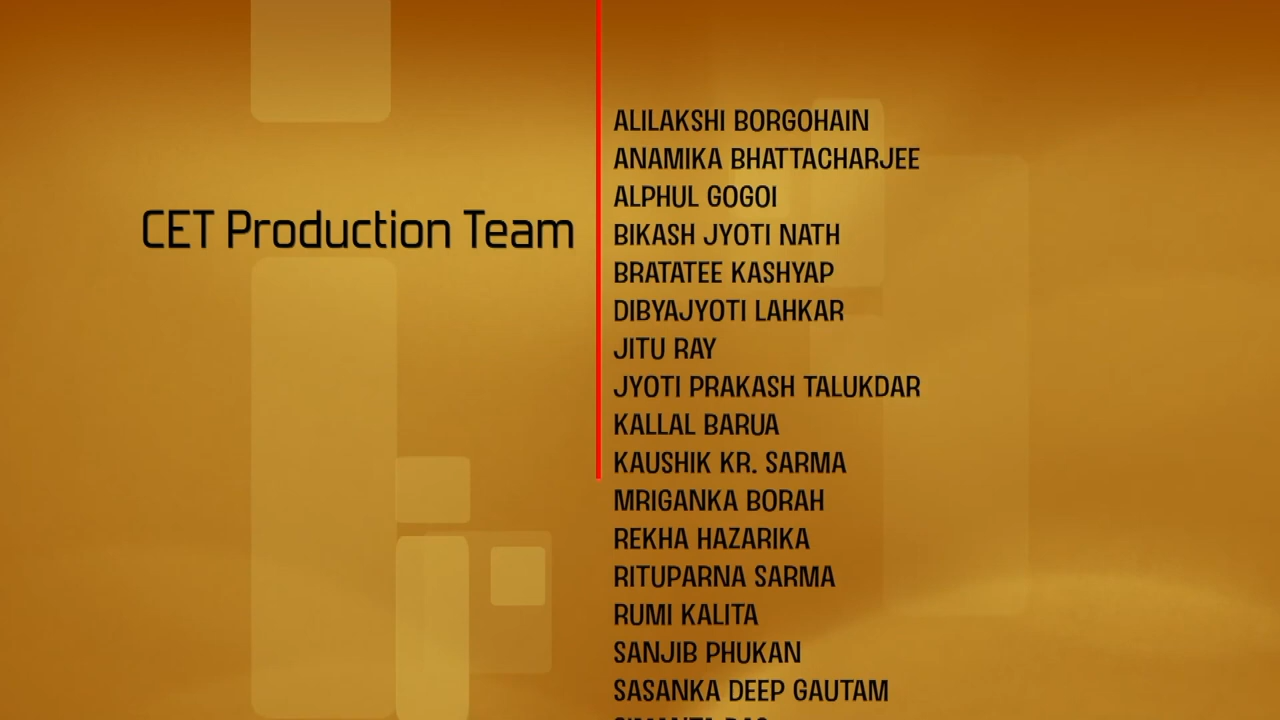 CET Production Team
ALILAKSHI BORGOHAIN
ANAMIKA BHATTACHARJEE
ALPHUL GOGOI
BIKASH JYOTI NATH
BRATATEE KASHYAP
DIBYAJYOTI LAHKAR
JITU RAY
JYOTI PRAKASH TALUKDAR
KALLAL BARUA
KAUSHIK KR. SARMA
MRIGANKA BORAH
REKHA HAZARIKA
RITUPARNA SARMA
RUMI KALITA
SANJIB PHUKAN
SASANKA DEEP GAUTAM